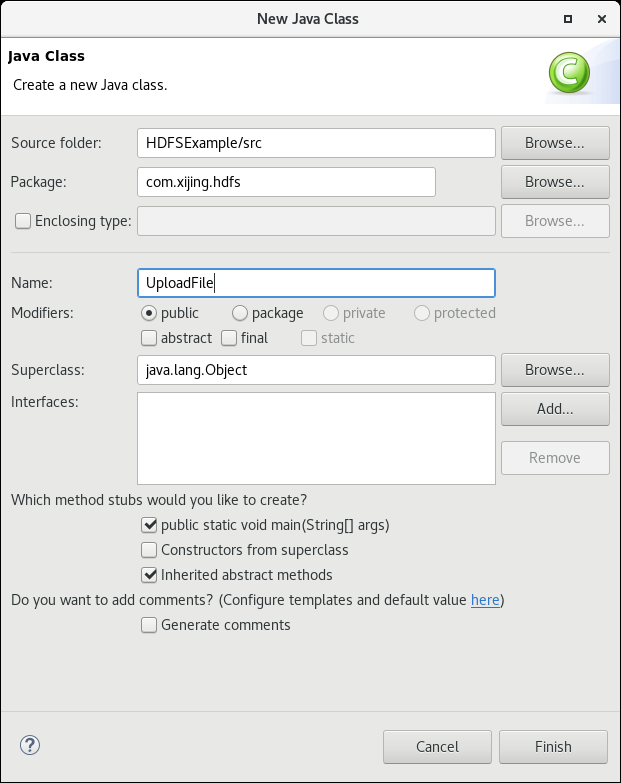 New Java Class
Java Class
Create a new Java class.
Source folder: HDFSExample/src Browse...
Package: com.xijing.hdfs Browse...
Enclosing type: Browse...
Name: UploadFile
Modifiers: public package private protected
abstract final static
Superclass: java.lang.Object Browse...
Interfaces: Add...
Remove
Which method stubs would you like to create?
public static void main(String[] args)
Constructors from superclass
Inherited abstract methods
Do you want to add comments? (Configure templates and default value here)
Generate comments
? Cancel Finish